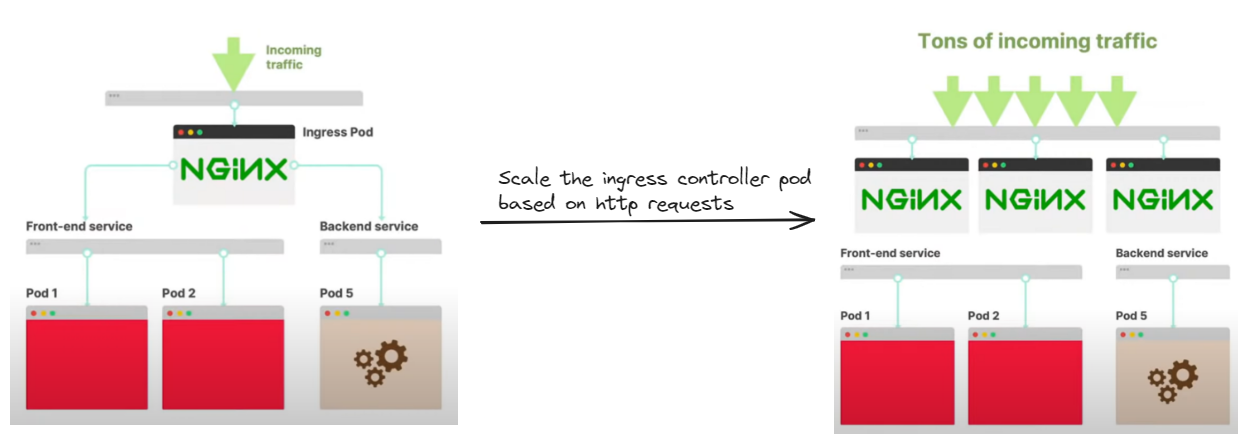 Incoming
traffic
Ingress Pod
NGiNX
Front-end service
Backend service
Pod 1
Pod 2
Pod 5
Scale the ingress controller pod
based on http requests
Tons of incoming traffic
NGiNX
NGiNX
NGiNX
Front-end service
Backend service
Pod 1
Pod 2
Pod 5